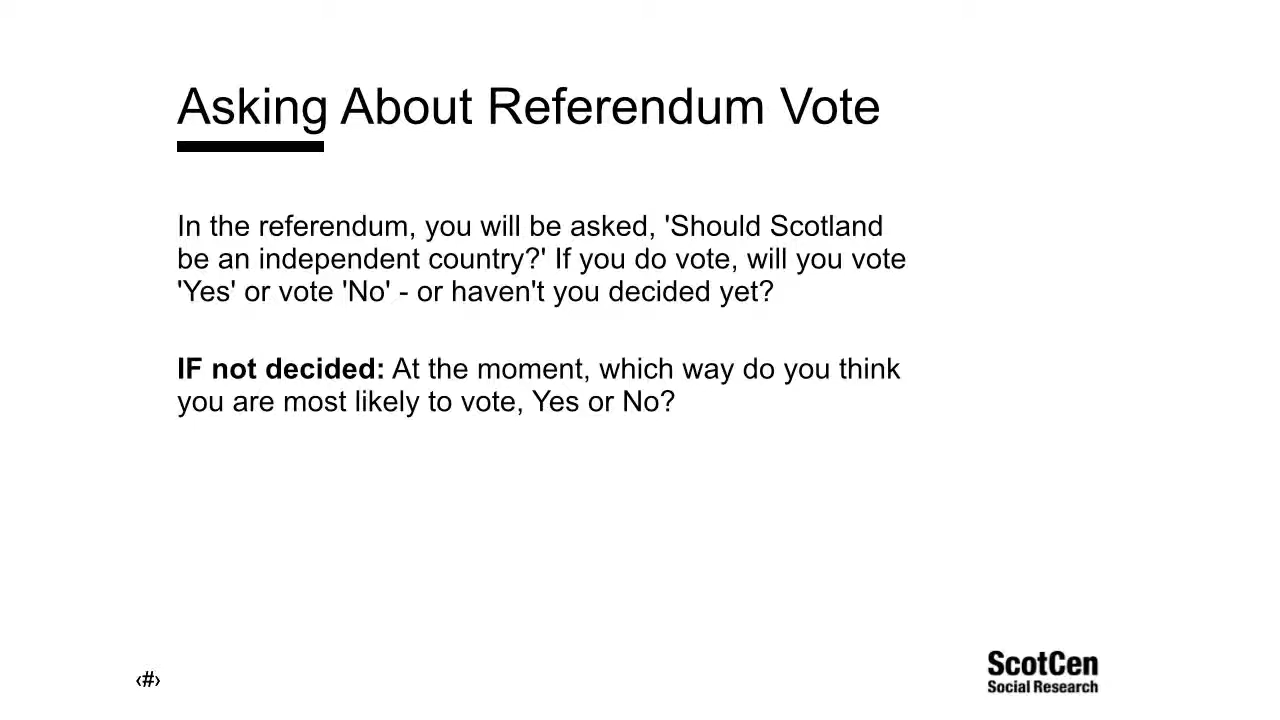 Asking About Referendum Vote
In the referendum, you will be asked, 'Should Scotland
be an independent country?' If you do vote, will you vote
'Yes' or vote 'No' - or haven't you decided yet?
IF not decided: At the moment, which way do you think
you are most likely to vote, Yes or No?
‹#›
ScotCen
Social Research